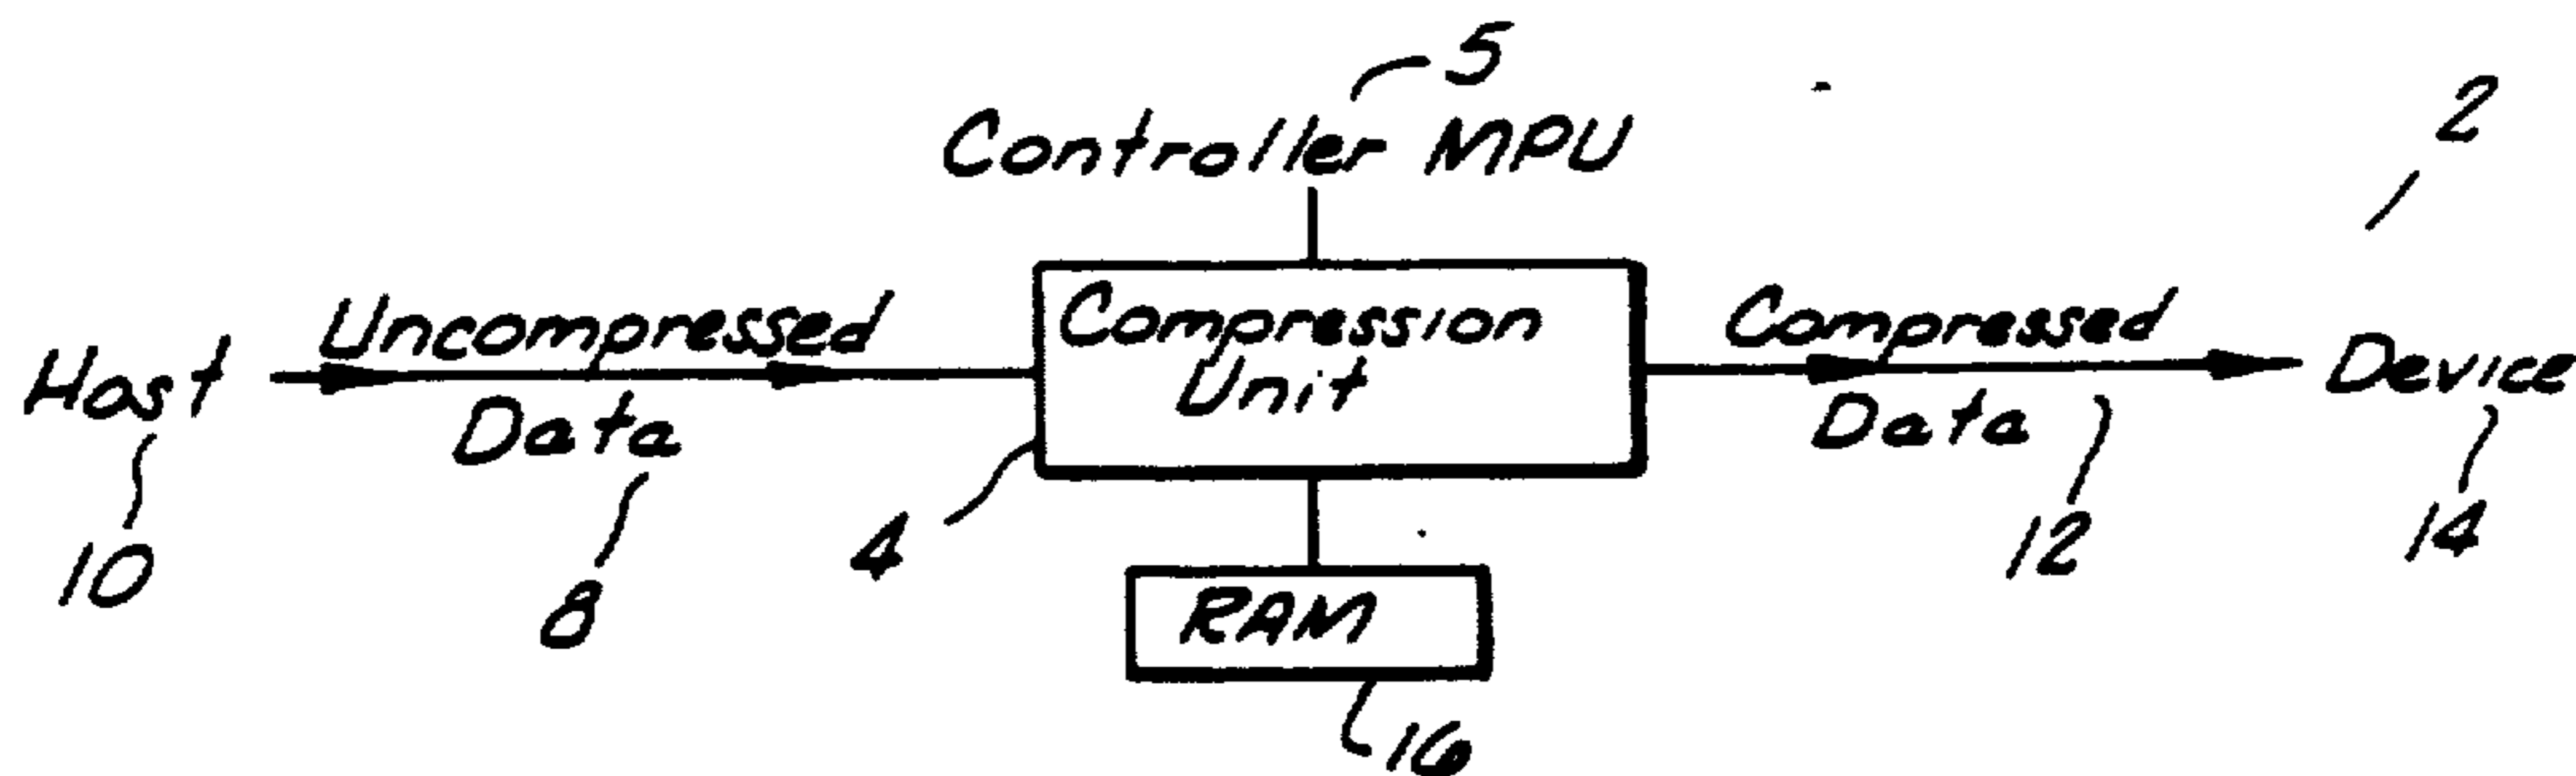 5
Controller MPU
2
Host
Uncompressed
Data
Compression
Unit
Compressed
Data
Device
10
8
4
12
14
RAM
16